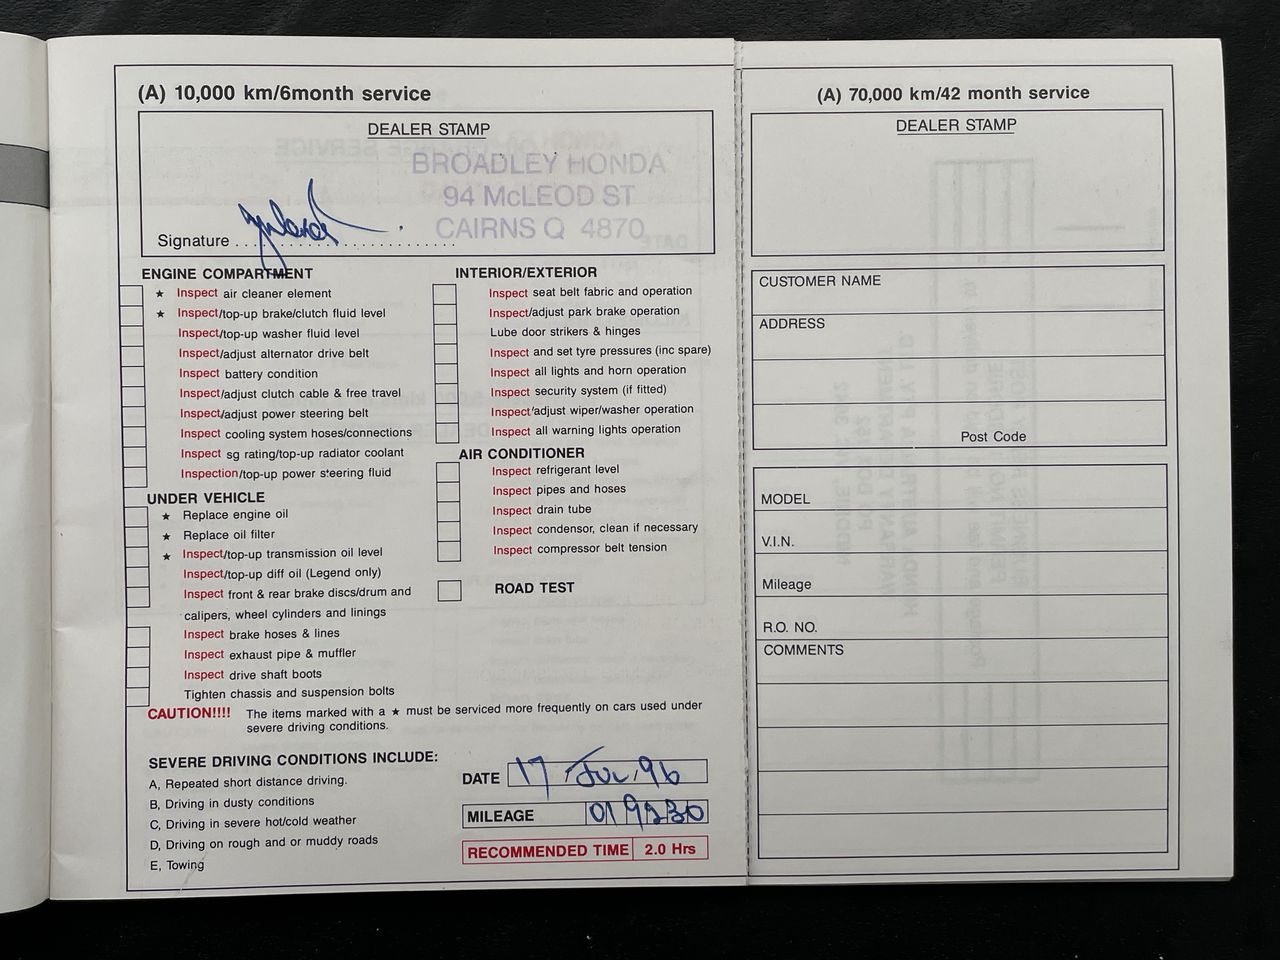 (A) 10,000 km/6month service
DEALER STAMP
BROADLEY HONDA
94 McLEOD ST
CAIRNS Q 4870
Signature
ENGINE COMPARTMENT
★ Inspect air cleaner element
★ Inspect/top-up brake/clutch fluid level
Inspect/top-up washer fluid level
Inspect/adjust alternator drive belt
Inspect battery condition
Inspect/adjust clutch cable & free travel
Inspect/adjust power steering belt
Inspect cooling system hoses/connections
Inspect sg rating/top-up radiator coolant
Inspection/top-up power steering fluid
UNDER VEHICLE
★ Replace engine oil
★ Replace oil filter
★ Inspect/top-up transmission oil level
Inspect/top-up diff oil (Legend only)
Inspect front & rear brake discs/drum and
calipers, wheel cylinders and linings
Inspect brake hoses & lines
Inspect exhaust pipe & muffler
Inspect drive shaft boots
Tighten chassis and suspension bolts
INTERIOR/EXTERIOR
Inspect seat belt fabric and operation
Inspect/adjust park brake operation
Lube door strikers & hinges
Inspect and set tyre pressures (inc spare)
Inspect all lights and horn operation
Inspect security system (if fitted)
Inspect/adjust wiper/washer operation
Inspect all warning lights operation
AIR CONDITIONER
Inspect refrigerant level
Inspect pipes and hoses
Inspect drain tube
Inspect condensor, clean if necessary
Inspect compressor belt tension
ROAD TEST
CAUTION!!!! The items marked with a ★ must be serviced more frequently on cars used under
severe driving conditions.
SEVERE DRIVING CONDITIONS INCLUDE:
A, Repeated short distance driving.
B, Driving in dusty conditions
C, Driving in severe hot/cold weather
D, Driving on rough and or muddy roads
E, Towing
DATE 17 JUL 96
MILEAGE 019230
RECOMMENDED TIME 2.0 Hrs
(A) 70,000 km/42 month service
DEALER STAMP
CUSTOMER NAME
ADDRESS
Post Code
MODEL
V.I.N.
Mileage
R.O. NO.
COMMENTS